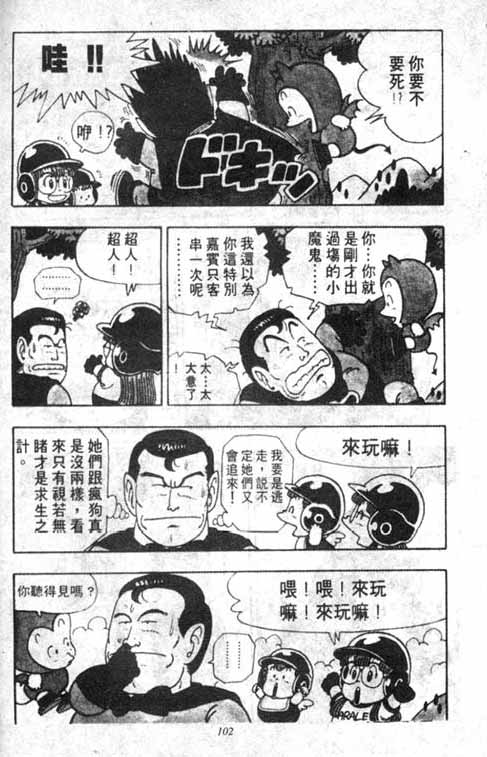 你要不
要死!?
哇!!
咿!?
ドキッ
你…你就
是剛才出
過場的小
魔鬼……
我還以為
你這特別
嘉賓只客
串一次呢
…………
太…太
大意了
!
超人!
超人!
…………
…………
來玩嘛!
我要是逃
走,說不
定她們又
會追來!
她們跟瘋狗真
是沒兩樣,看
來只有視若無
睹才是求生之
計。
喂!喂!來玩
嘛!來玩嘛!
…………
…………
你聽得見嗎?
ARALE
102